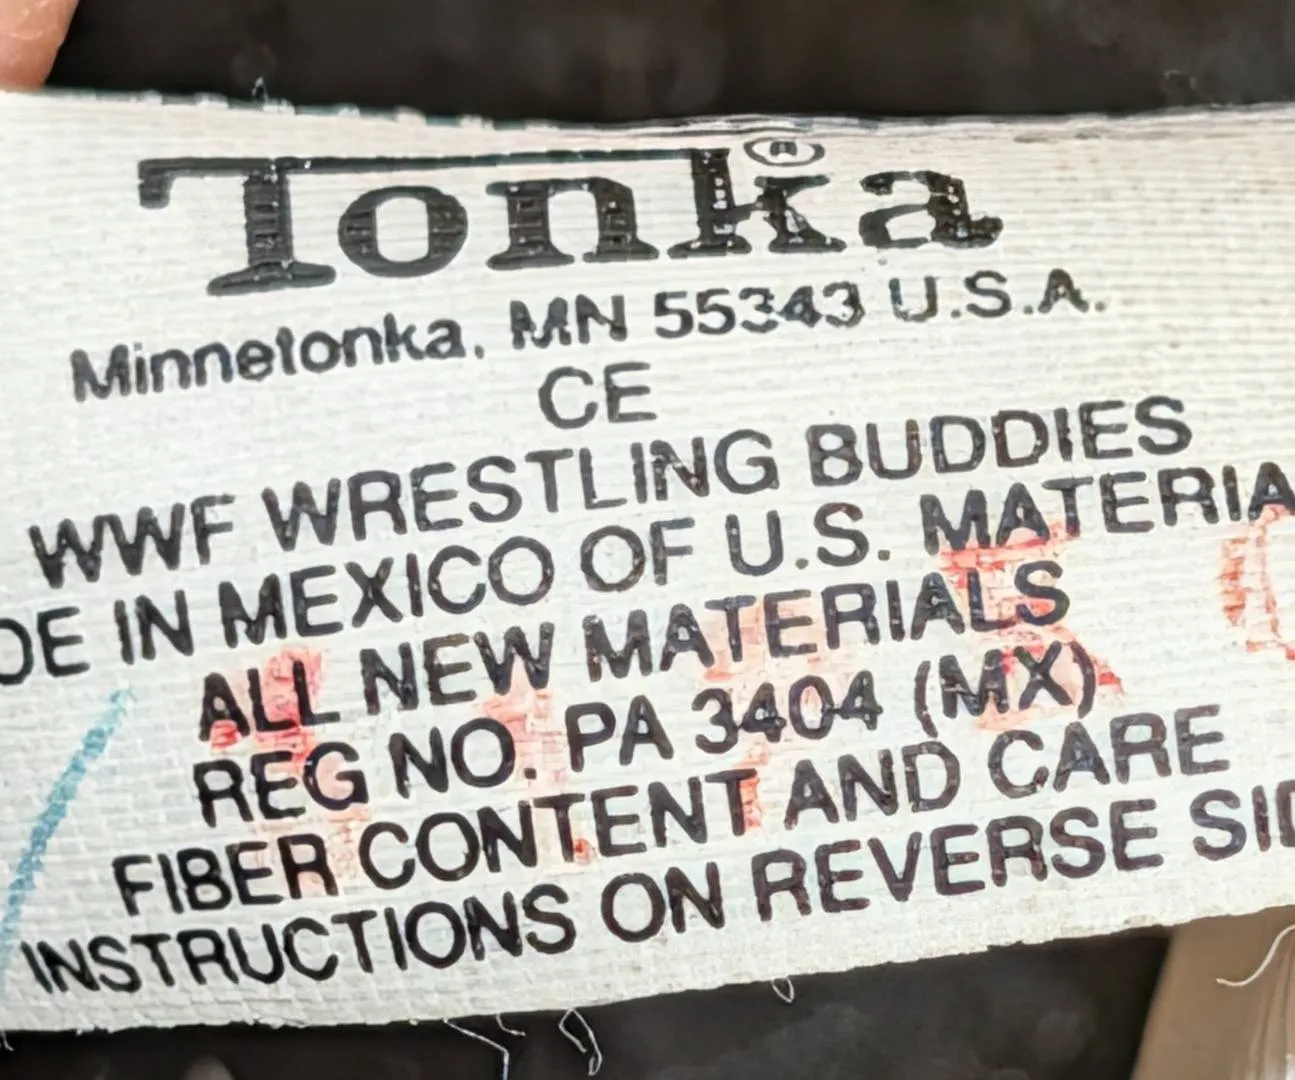 Tonka®
Minnetonka, MN 55343 U.S.A.
CE
WWF WRESTLING BUDDIES
DE IN MEXICO OF U.S. MATERIA
ALL NEW MATERIALS
REG NO. PA 3404 (MX)
FIBER CONTENT AND CARE
INSTRUCTIONS ON REVERSE SID